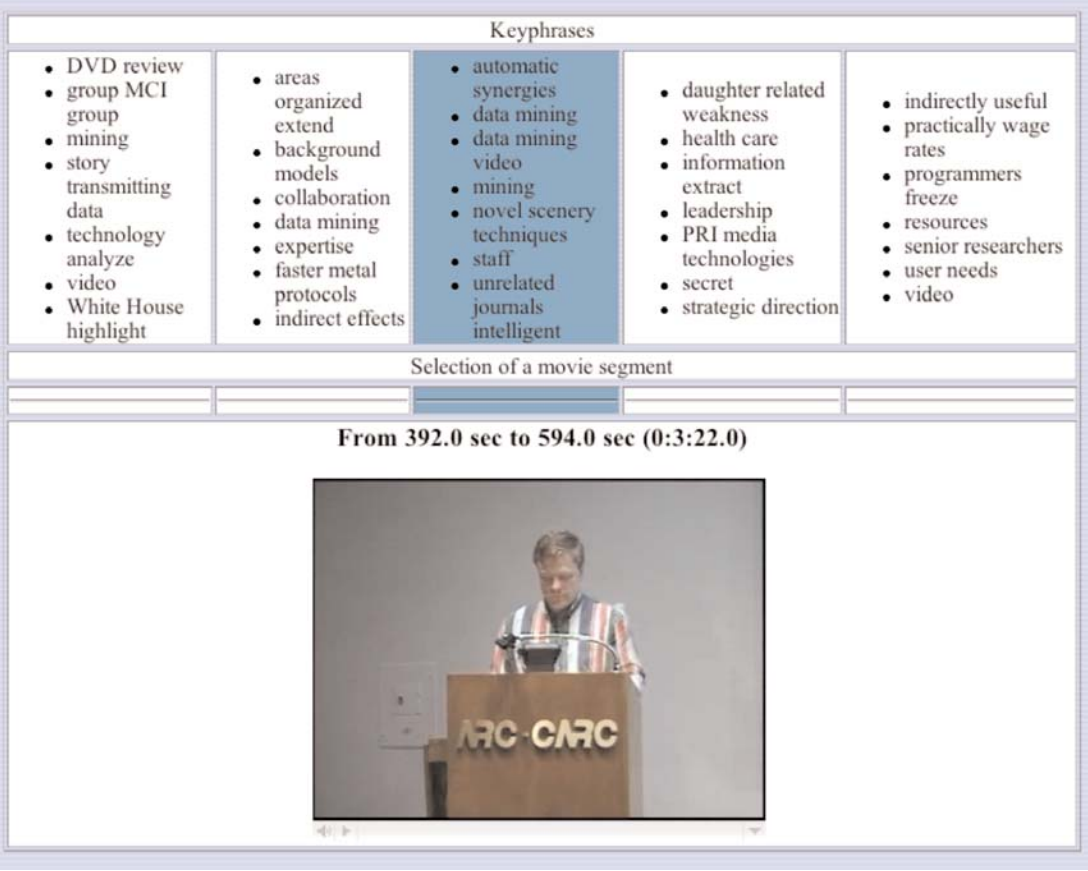 Keyphrases
• DVD review
• group MCI
group
• mining
• story
transmitting
data
• technology
analyze
• video
• White House
highlight
• areas
organized
extend
• background
models
• collaboration
• data mining
• expertise
• faster metal
protocols
• indirect effects
• automatic
synergies
• data mining
• data mining
video
• mining
• novel scenery
techniques
• staff
• unrelated
journals
intelligent
• daughter related
weakness
• health care
• information
extract
• leadership
• PRI media
technologies
• secret
• strategic direction
• indirectly useful
• practically wage
rates
• programmers
freeze
• resources
• senior researchers
• user needs
• video
Selection of a movie segment
From 392.0 sec to 594.0 sec (0:3:22.0)
ARC·CARC